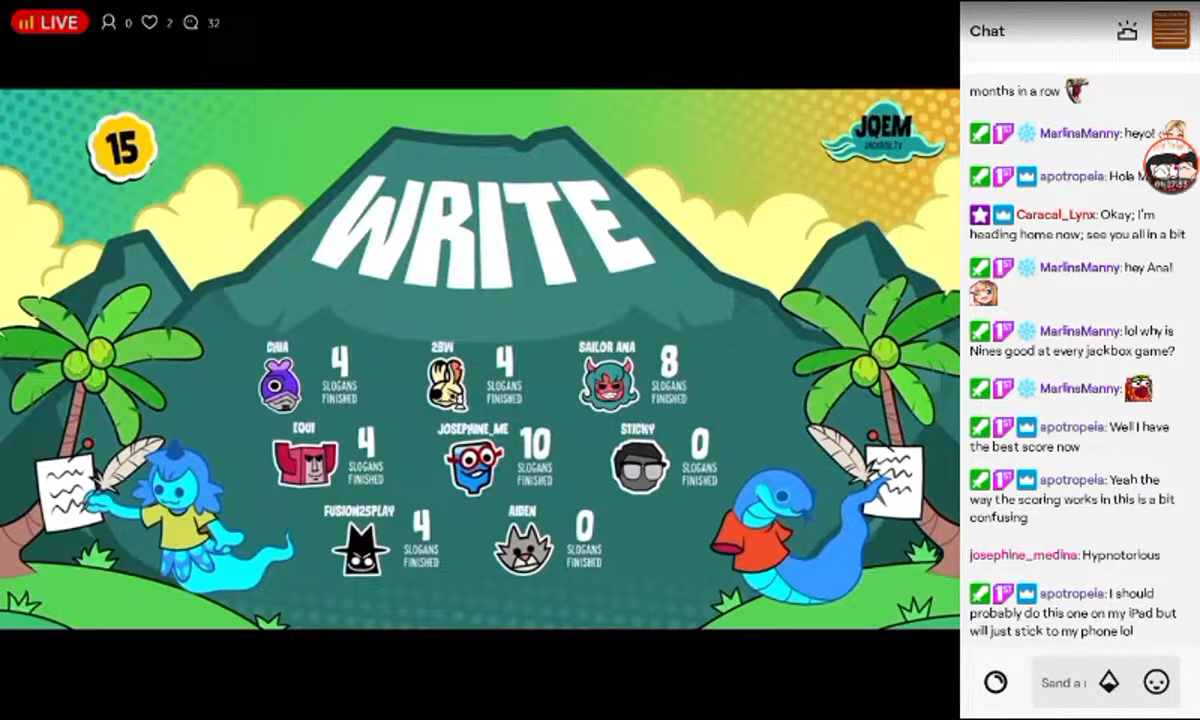 LIVE 0 2 32
15
JQEM
JACKBOX.TV
WRITE
CHIA
4
SLOGANS
FINISHED
2BW
4
SLOGANS
FINISHED
SAILOR ANA
8
SLOGANS
FINISHED
EQUI
4
SLOGANS
FINISHED
JOSEPHINE_ME
10
SLOGANS
FINISHED
STICKY
0
SLOGANS
FINISHED
FUSION25PLAY
4
SLOGANS
FINISHED
AIDEN
0
SLOGANS
FINISHED
Chat
months in a row
MarlinsManny: heyo!
apotropeia: Hola
Caracal_Lynx: Okay; I'm
heading home now; see you all in a bit
MarlinsManny: hey Ana!
MarlinsManny: lol why is
Nines good at every jackbox game?
MarlinsManny:
apotropeia: Well I have
the best score now
apotropeia: Yeah the
way the scoring works in this is a bit
confusing
josephine_medina: Hypnotorious
apotropeia: I should
probably do this one on my iPad but
will just stick to my phone lol
Send a